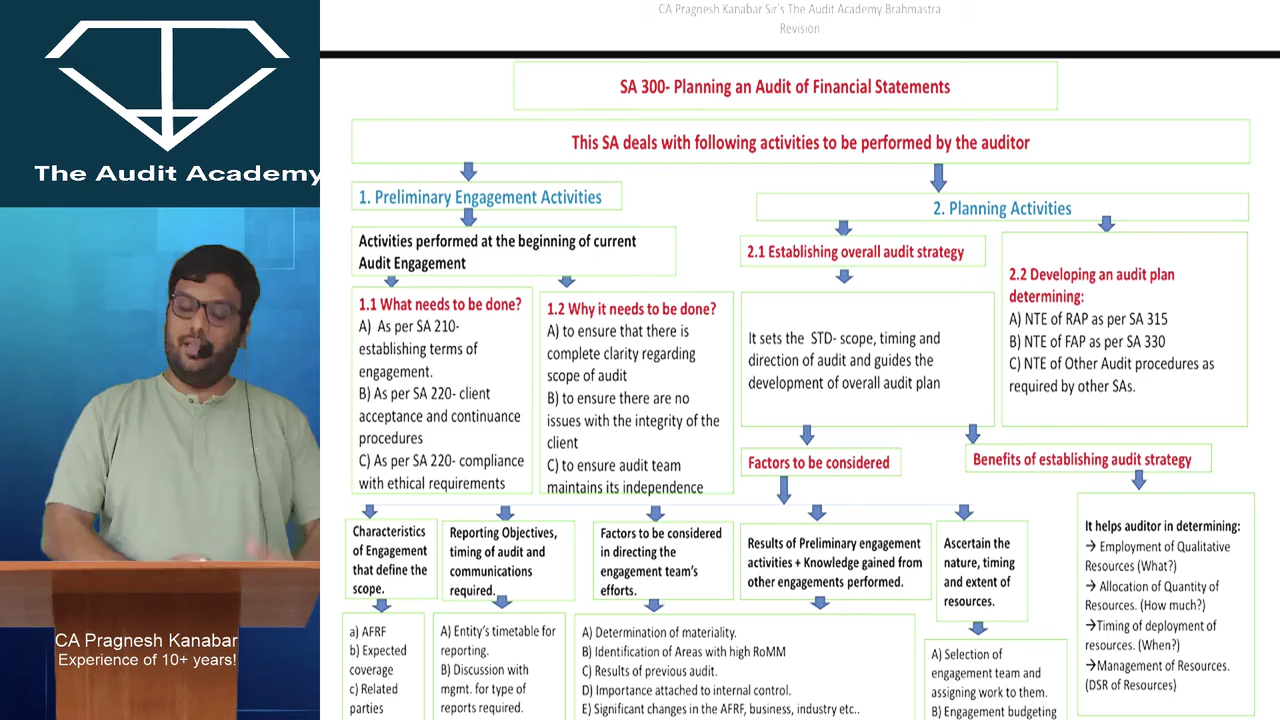 CA Pragnesh Kanabar Sir's The Audit Academy Brahmastra
Revision
The Audit Academy
CA Pragnesh Kanabar
Experience of 10+ years!
SA 300- Planning an Audit of Financial Statements
This SA deals with following activities to be performed by the auditor
1. Preliminary Engagement Activities
Activities performed at the beginning of current
Audit Engagement
1.1 What needs to be done?
A) As per SA 210-
establishing terms of
engagement.
B) As per SA 220- client
acceptance and continuance
procedures
C) As per SA 220- compliance
with ethical requirements
1.2 Why it needs to be done?
A) to ensure that there is
complete clarity regarding
scope of audit
B) to ensure there are no
issues with the integrity of the
client
C) to ensure audit team
maintains its independence
2. Planning Activities
2.1 Establishing overall audit strategy
It sets the STD- scope, timing and
direction of audit and guides the
development of overall audit plan
2.2 Developing an audit plan
determining:
A) NTE of RAP as per SA 315
B) NTE of FAP as per SA 330
C) NTE of Other Audit procedures as
required by other SAs.
Factors to be considered
Benefits of establishing audit strategy
Characteristics
of Engagement
that define the
scope.
a) AFRF
b) Expected
coverage
c) Related
parties
Reporting Objectives,
timing of audit and
communications
required.
A) Entity's timetable for
reporting.
B) Discussion with
mgmt. for type of
reports required.
Factors to be considered
in directing the
engagement team's
efforts.
Results of Preliminary engagement
activities + Knowledge gained from
other engagements performed.
A) Determination of materiality.
B) Identification of Areas with high RoMM
C) Results of previous audit.
D) Importance attached to internal control.
E) Significant changes in the AFRF, business, industry etc..
Ascertain the
nature, timing
and extent of
resources.
A) Selection of
engagement team and
assigning work to them.
B) Engagement budgeting
It helps auditor in determining:
→ Employment of Qualitative
Resources (What?)
→ Allocation of Quantity of
Resources. (How much?)
→Timing of deployment of
resources. (When?)
→Management of Resources.
(DSR of Resources)